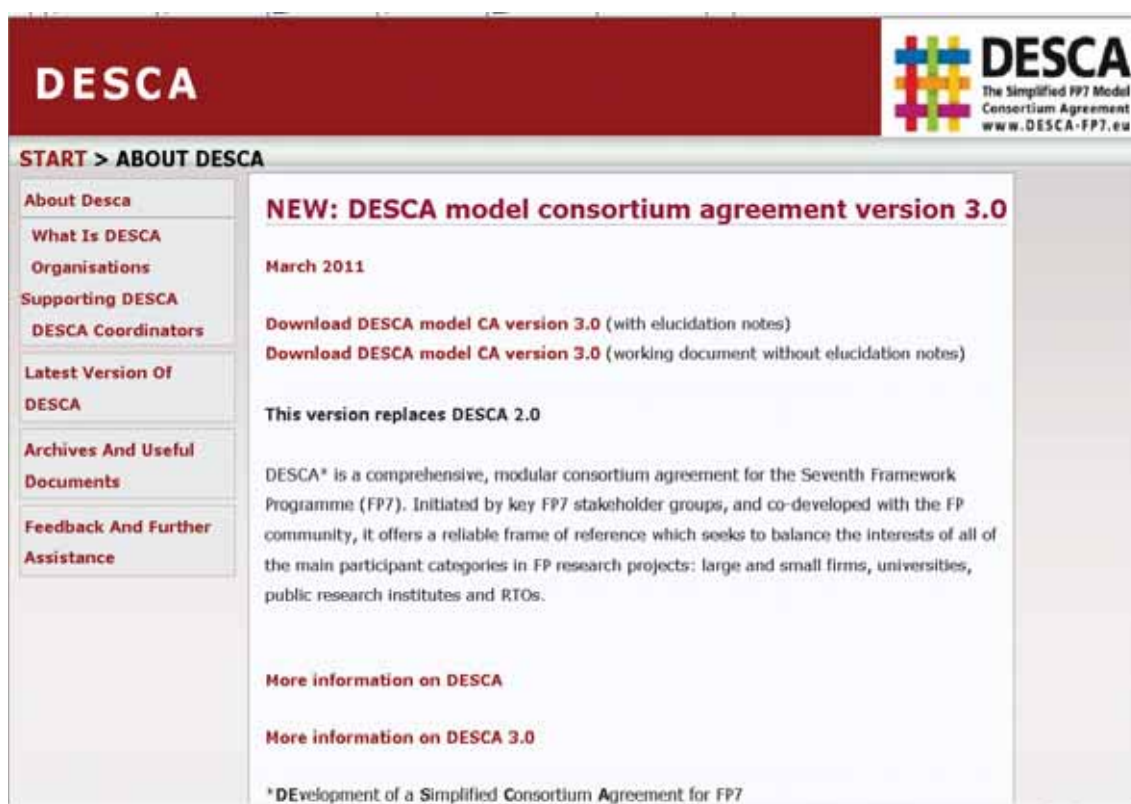 DESCA
DESCA
The Simplified FP7 Model
Consortium Agreement
www.DESCA-FP7.eu
START > ABOUT DESCA
About Desca
What Is DESCA
Organisations
Supporting DESCA
DESCA Coordinators
Latest Version Of
DESCA
Archives And Useful
Documents
Feedback And Further
Assistance
NEW: DESCA model consortium agreement version 3.0
March 2011
Download DESCA model CA version 3.0 (with elucidation notes)
Download DESCA model CA version 3.0 (working document without elucidation notes)
This version replaces DESCA 2.0
DESCA* is a comprehensive, modular consortium agreement for the Seventh Framework
Programme (FP7). Initiated by key FP7 stakeholder groups, and co-developed with the FP
community, it offers a reliable frame of reference which seeks to balance the interests of all of
the main participant categories in FP research projects: large and small firms, universities,
public research institutes and RTOs.
More information on DESCA
More information on DESCA 3.0
*DEvelopment of a Simplified Consortium Agreement for FP7